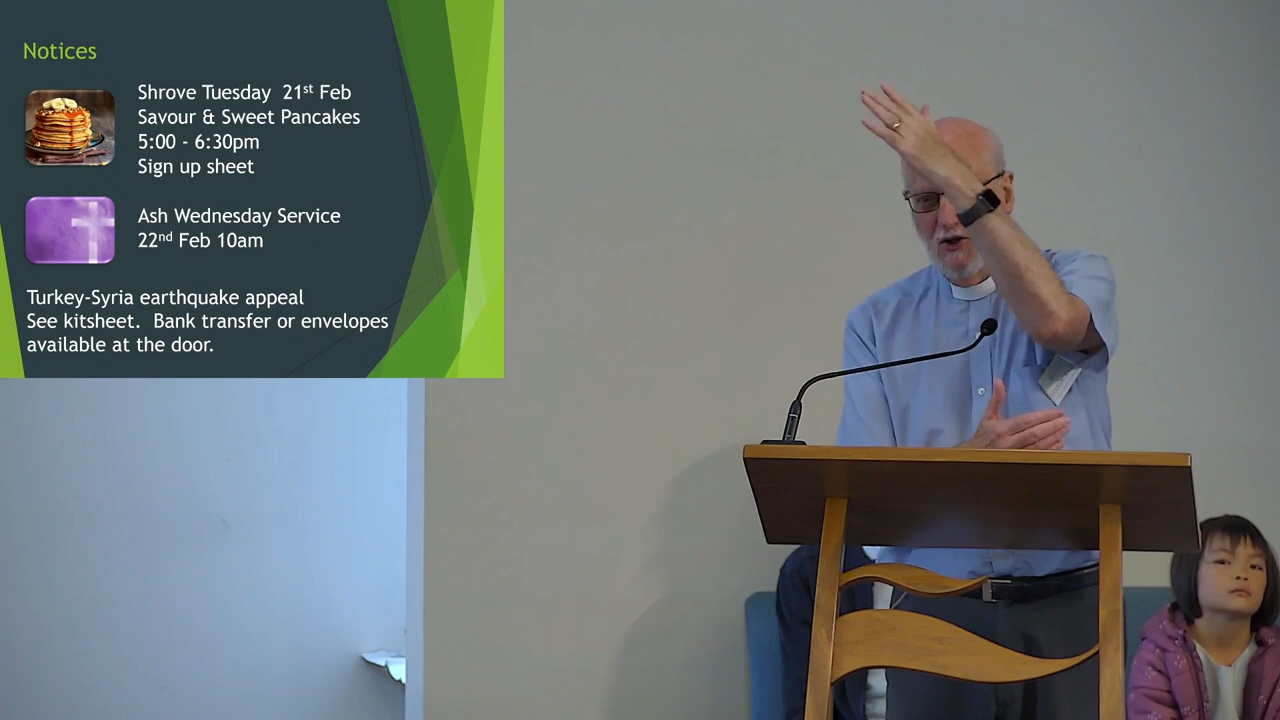 Notices
Shrove Tuesday 21st Feb
Savour & Sweet Pancakes
5:00 - 6:30pm
Sign up sheet
Ash Wednesday Service
22nd Feb 10am
Turkey-Syria earthquake appeal
See kitsheet. Bank transfer or envelopes
available at the door.